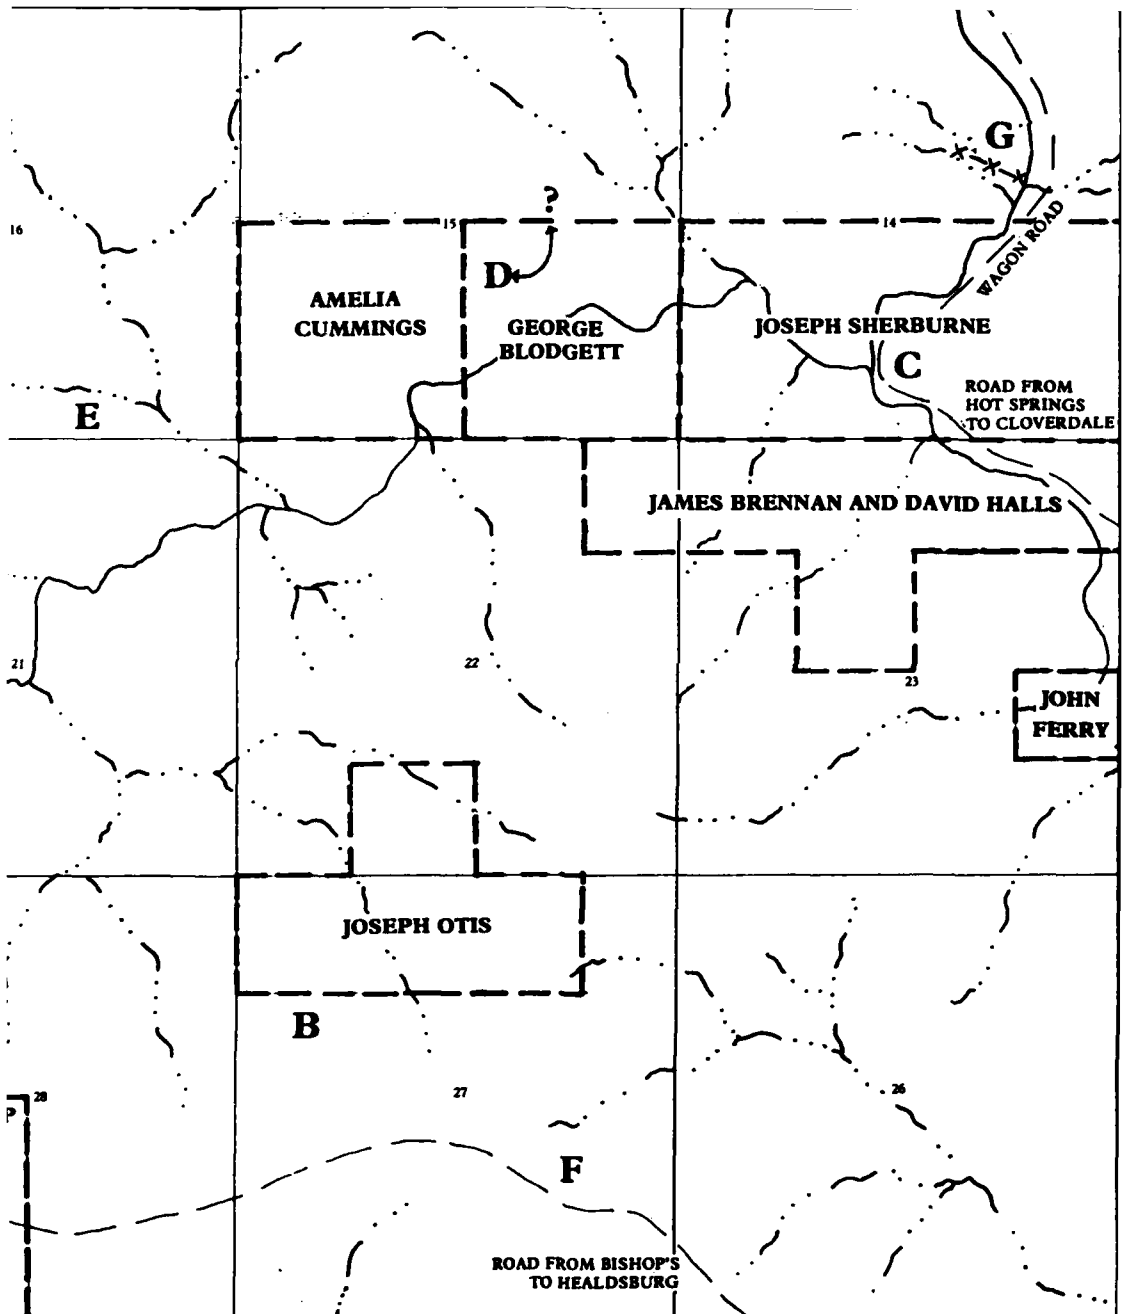 G
16
15
?
14
WAGON ROAD
D
AMELIA
CUMMINGS
GEORGE
BLODGETT
JOSEPH SHERBURNE
C
ROAD FROM
HOT SPRINGS
TO CLOVERDALE
E
JAMES BRENNAN AND DAVID HALLS
21
22
23
JOHN
FERRY
JOSEPH OTIS
B
28
27
26
P
F
ROAD FROM BISHOP'S
TO HEALDSBURG